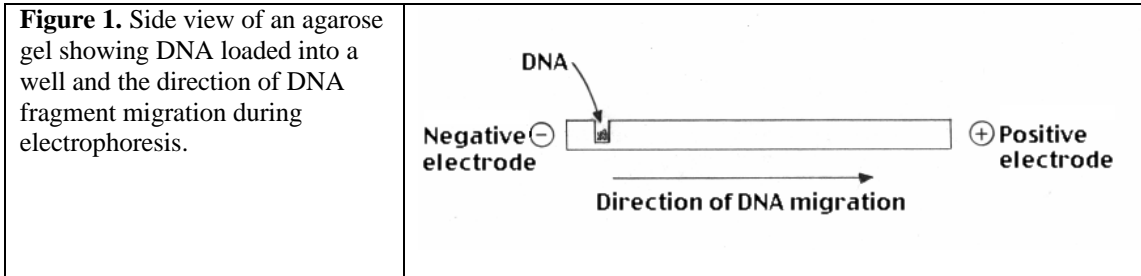 Figure 1. Side view of an agarose
gel showing DNA loaded into a
well and the direction of DNA
fragment migration during
electrophoresis.
DNA
Negative
electrode
−
+
Positive
electrode
Direction of DNA migration